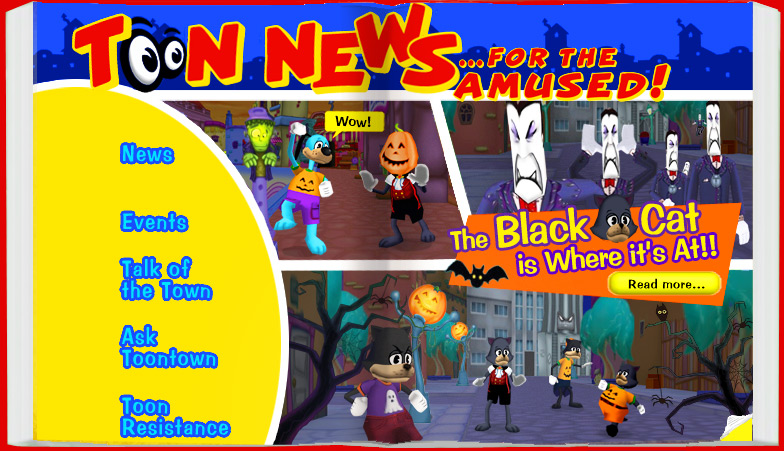 TOON NEWS
...FOR THE
AMUSED!
Wow!
News
Events
Talk of
the Town
Ask
Toontown
Toon
Resistance
The Black Cat
is Where it's At!!
Read more...